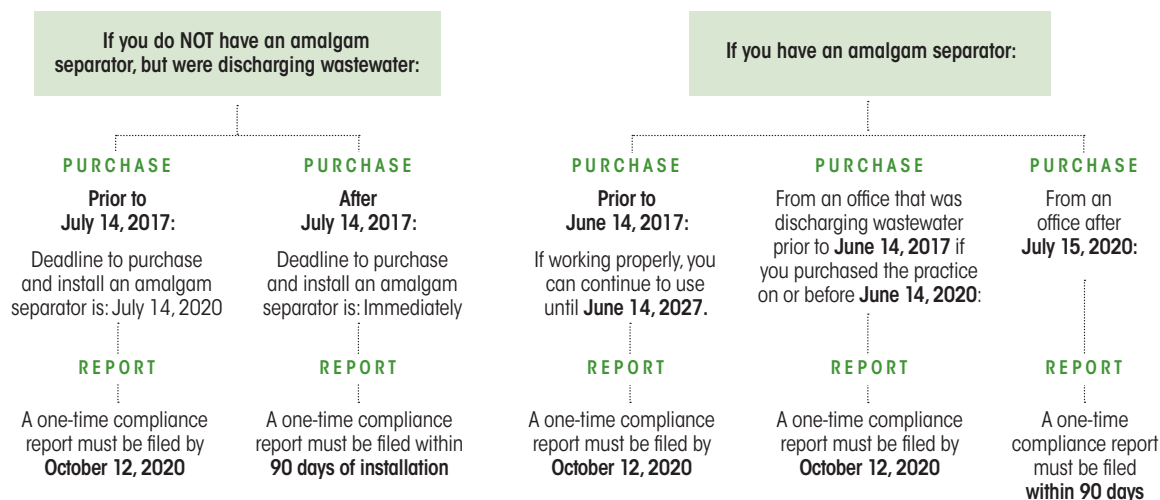 If you do NOT have an amalgam
separator, but were discharging wastewater:
PURCHASE
Prior to
July 14, 2017:
Deadline to purchase
and install an amalgam
separator is: July 14, 2020
REPORT
A one-time compliance
report must be filed by
October 12, 2020
PURCHASE
After
July 14, 2017:
Deadline to purchase
and install an amalgam
separator is: Immediately
REPORT
A one-time compliance
report must be filed within
90 days of installation
If you have an amalgam separator:
PURCHASE
Prior to
June 14, 2017:
If working properly, you
can continue to use
until June 14, 2027.
REPORT
A one-time compliance
report must be filed by
October 12, 2020
PURCHASE
From an office that was
discharging wastewater
prior to June 14, 2017 if
you purchased the practice
on or before June 14, 2020:
REPORT
A one-time compliance
report must be filed by
October 12, 2020
PURCHASE
From an
office after
July 15, 2020:
REPORT
A one-time
compliance report
must be filed
within 90 days